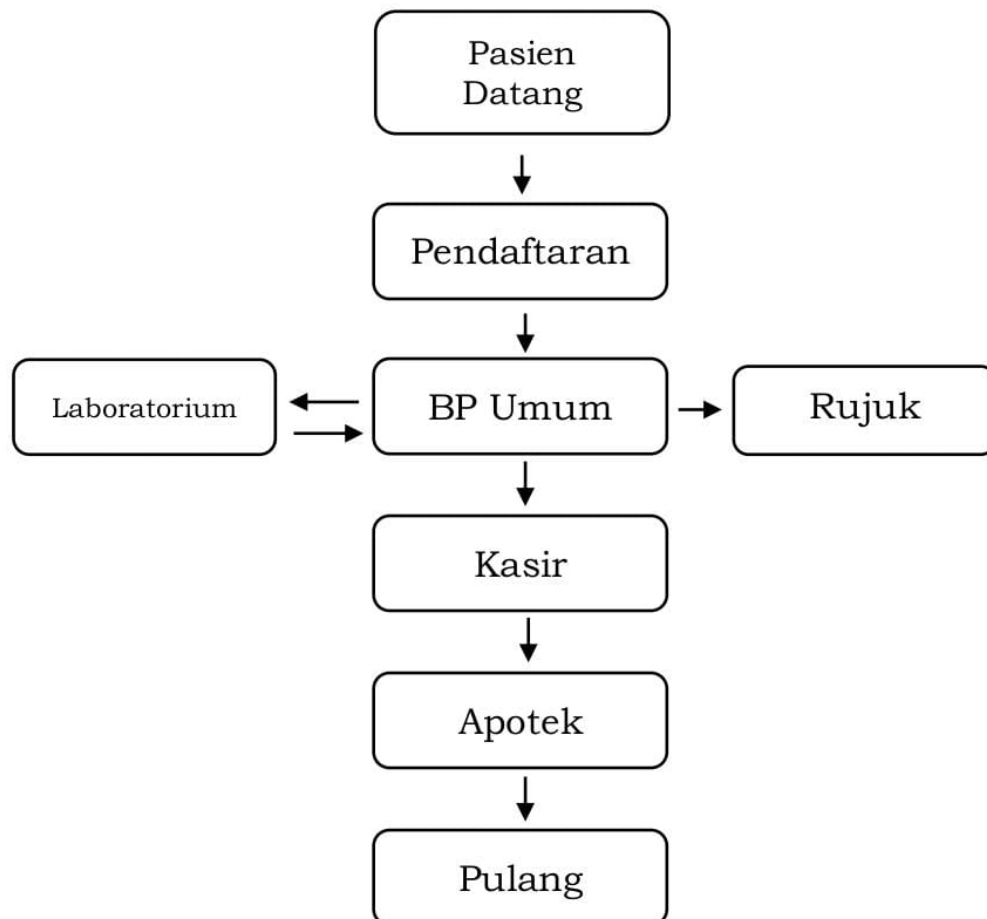 Pasien
Datang
Pendaftaran
Laboratorium
BP Umum
Rujuk
Kasir
Apotek
Pulang